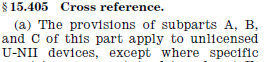 § 15.405 Cross reference.
(a) The provisions of subparts A, B,
and C of this part apply to unlicensed
U-NII devices, except where specific